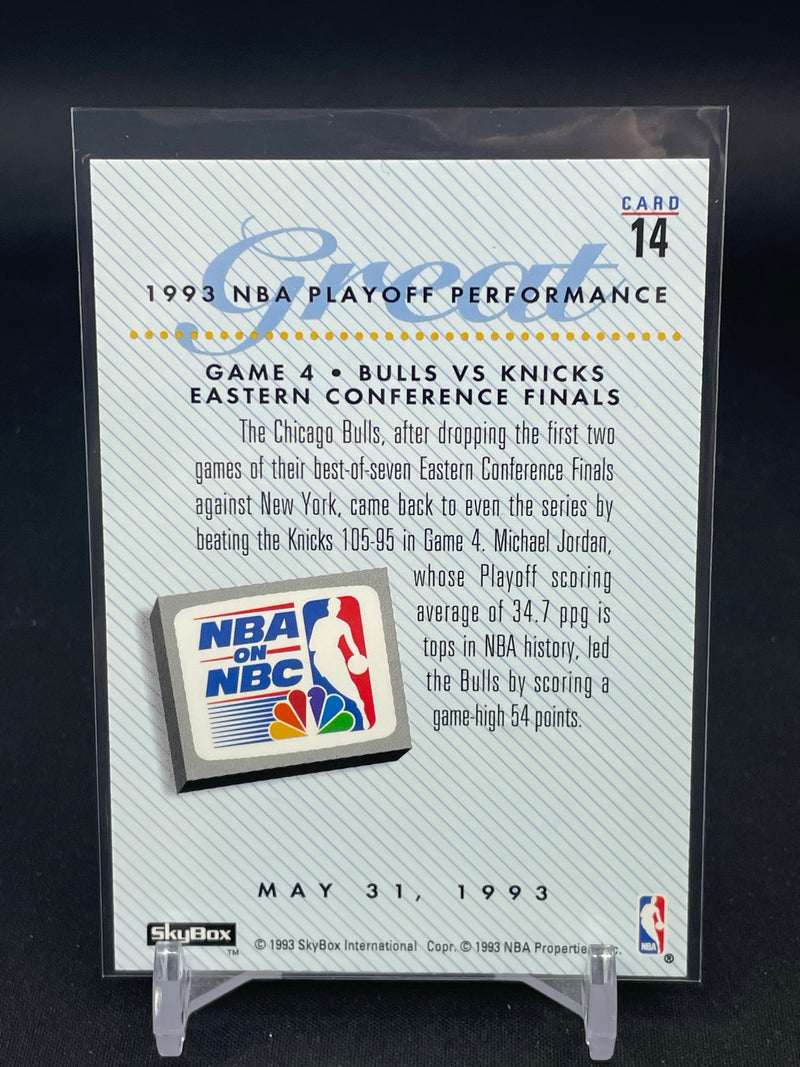 CARD
14
Great
1993 NBA PLAYOFF PERFORMANCE
GAME 4 • BULLS VS KNICKS
EASTERN CONFERENCE FINALS
The Chicago Bulls, after dropping the first two
games of their best-of-seven Eastern Conference Finals
against New York, came back to even the series by
beating the Knicks 105-95 in Game 4. Michael Jordan,
whose Playoff scoring
average of 34.7 ppg is
tops in NBA history, led
the Bulls by scoring a
game-high 54 points.
NBA
ON
NBC
MAY 31, 1993
SkyBox
™
© 1993 SkyBox International Copr. © 1993 NBA Propertie c.
NBA
®